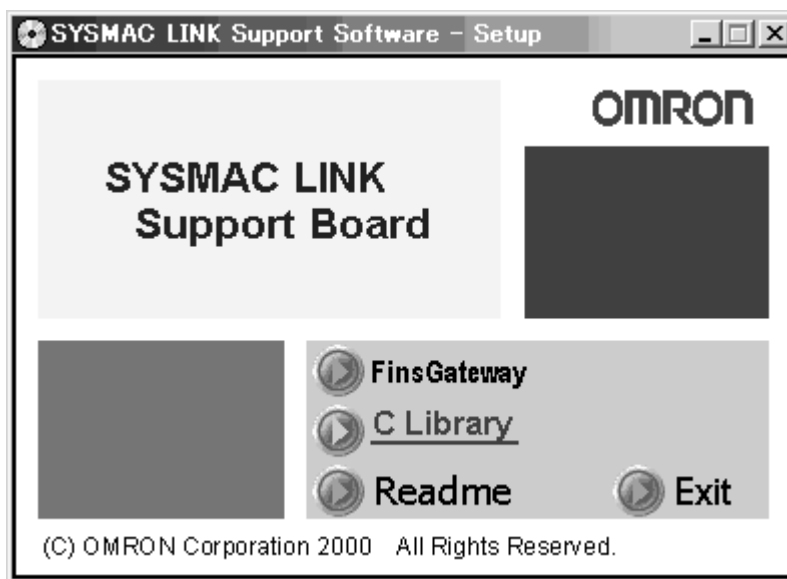 SYSMAC LINK Support Software - Setup
OMRON
SYSMAC LINK
Support Board
FinsGateway
C Library
Readme
Exit
(C) OMRON Corporation 2000 All Rights Reserved.